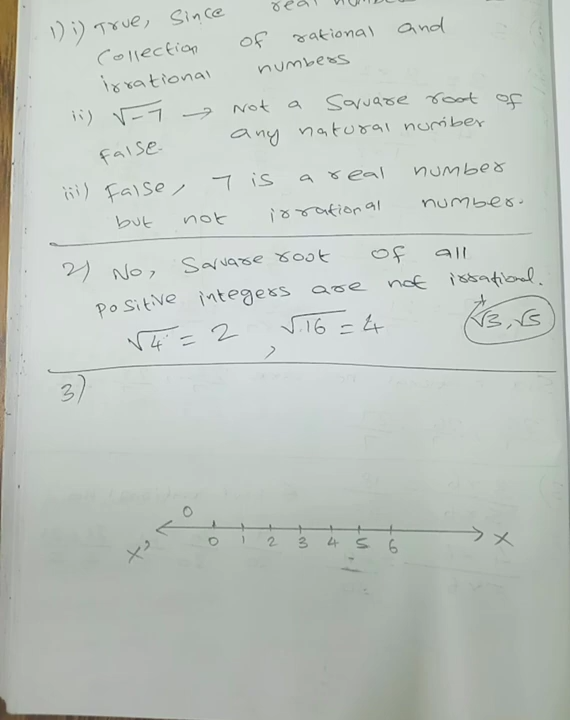 1) i) True, Since real
Collection of rational and
irrational numbers
ii) √-7 → Not a Square root of
False. any natural number
iii) False, 7 is a real number
but not irrational number.
2) No, Square root of all
Positive integers are not irrational.
√4 = 2 , √16 = 4 √3, √5
3)
0
X' 0 1 2 3 4 5 6 X